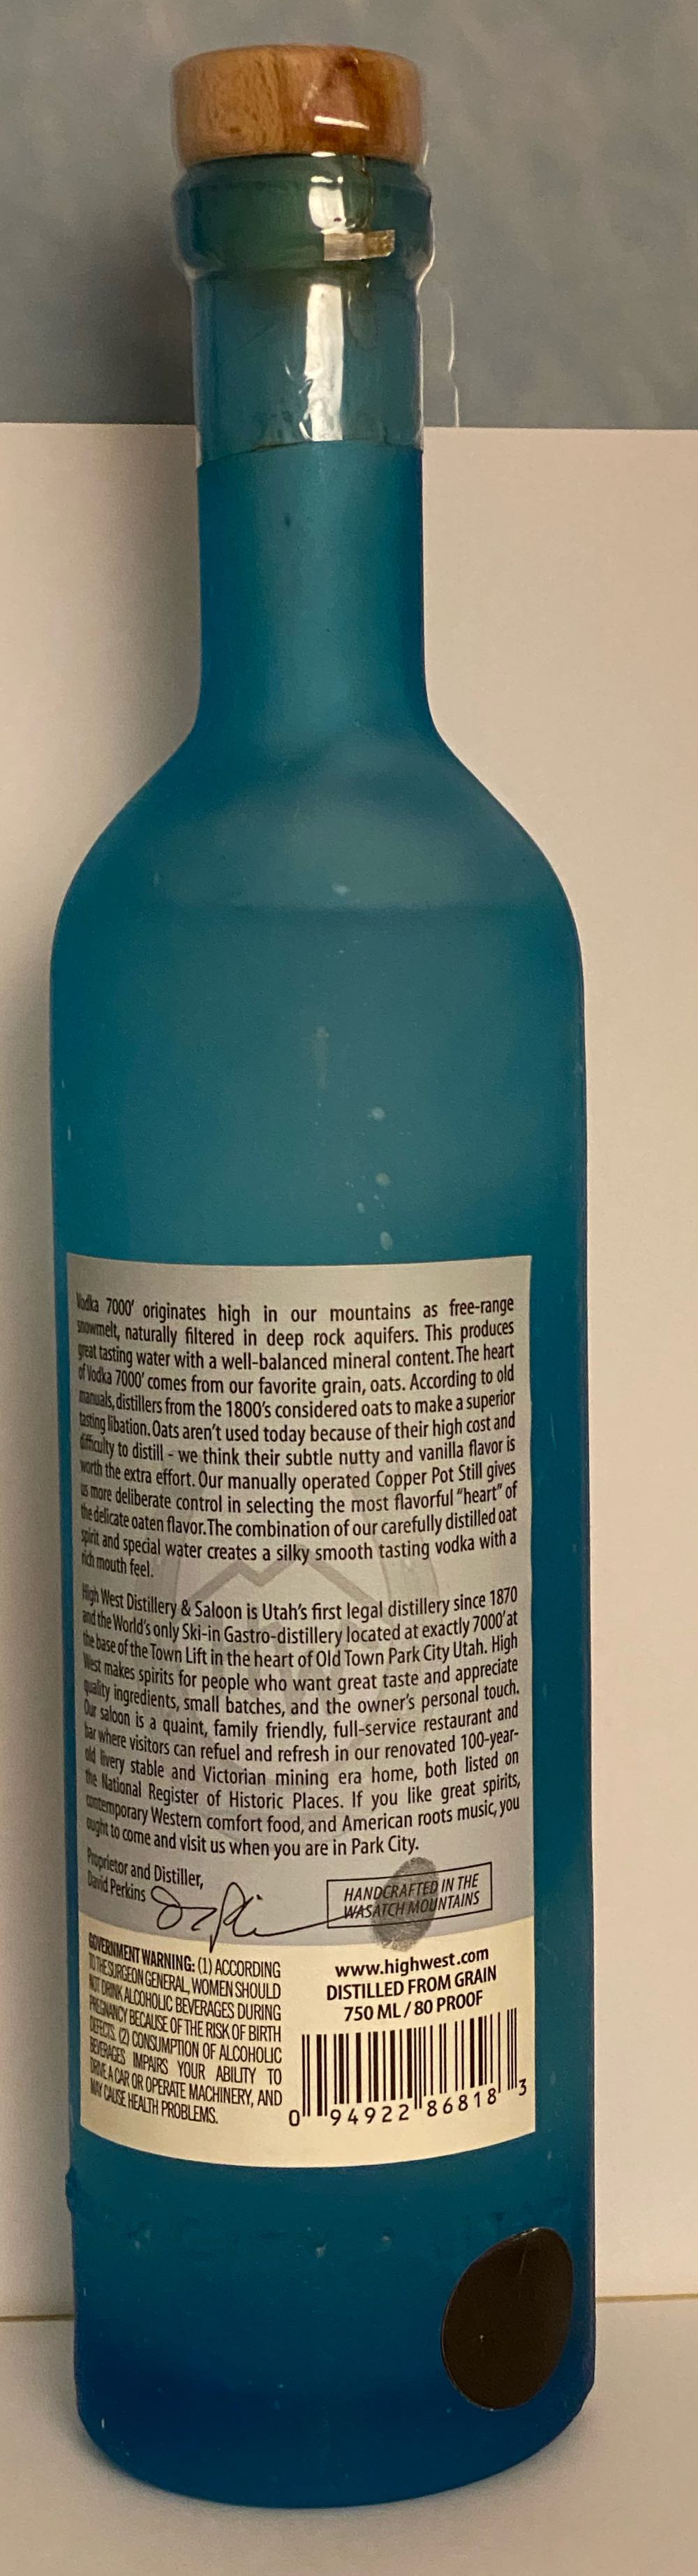 Vodka 7000' originates high in our mountains as free-range
snowmelt, naturally filtered in deep rock aquifers. This produces
great tasting water with a well-balanced mineral content. The heart
of Vodka 7000' comes from our favorite grain, oats. According to old
manuals, distillers from the 1800's considered oats to make a superior
tasting libation. Oats aren't used today because of their high cost and
difficulty to distill - we think their subtle nutty and vanilla flavor is
worth the extra effort. Our manually operated Copper Pot Still gives
us more deliberate control in selecting the most flavorful "heart" of
the delicate oaten flavor. The combination of our carefully distilled oat
spirit and special water creates a silky smooth tasting vodka with a
rich mouth feel.
High West Distillery & Saloon is Utah's first legal distillery since 1870
and the World's only Ski-in Gastro-distillery located at exactly 7000' at
the base of the Town Lift in the heart of Old Town Park City Utah. High
West makes spirits for people who want great taste and appreciate
quality ingredients, small batches, and the owner's personal touch.
Our saloon is a quaint, family friendly, full-service restaurant and
bar where visitors can refuel and refresh in our renovated 100-year-
old livery stable and Victorian mining era home, both listed on
the National Register of Historic Places. If you like great spirits,
contemporary Western comfort food, and American roots music, you
ought to come and visit us when you are in Park City.
Proprietor and Distiller,
David Perkins
HANDCRAFTED IN THE
WASATCH MOUNTAINS
GOVERNMENT WARNING: (1) ACCORDING
TO THE SURGEON GENERAL, WOMEN SHOULD
NOT DRINK ALCOHOLIC BEVERAGES DURING
PREGNANCY BECAUSE OF THE RISK OF BIRTH
DEFECTS. (2) CONSUMPTION OF ALCOHOLIC
BEVERAGES IMPAIRS YOUR ABILITY TO
DRIVE A CAR OR OPERATE MACHINERY, AND
MAY CAUSE HEALTH PROBLEMS.
www.highwest.com
DISTILLED FROM GRAIN
750 ML / 80 PROOF
0 94922 86818 3